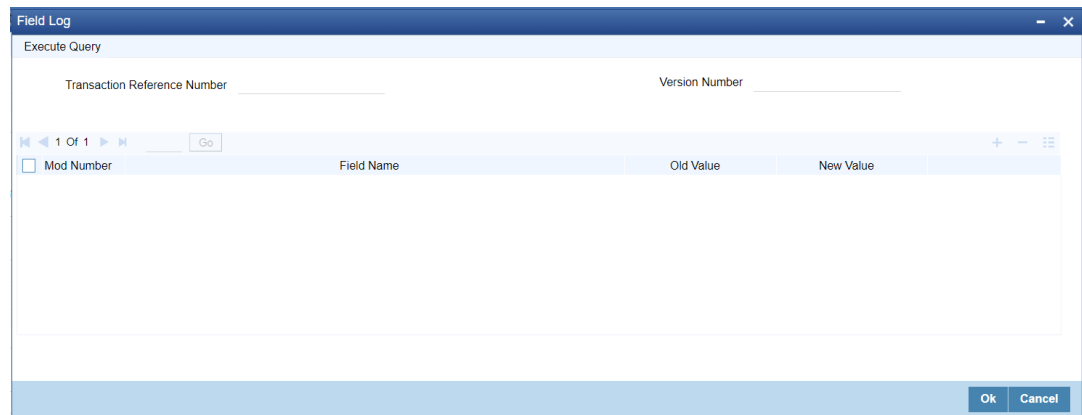 Field Log
Execute Query
Transaction Reference Number
Version Number
1 Of 1
Go
Mod Number Field Name Old Value New Value
Ok Cancel